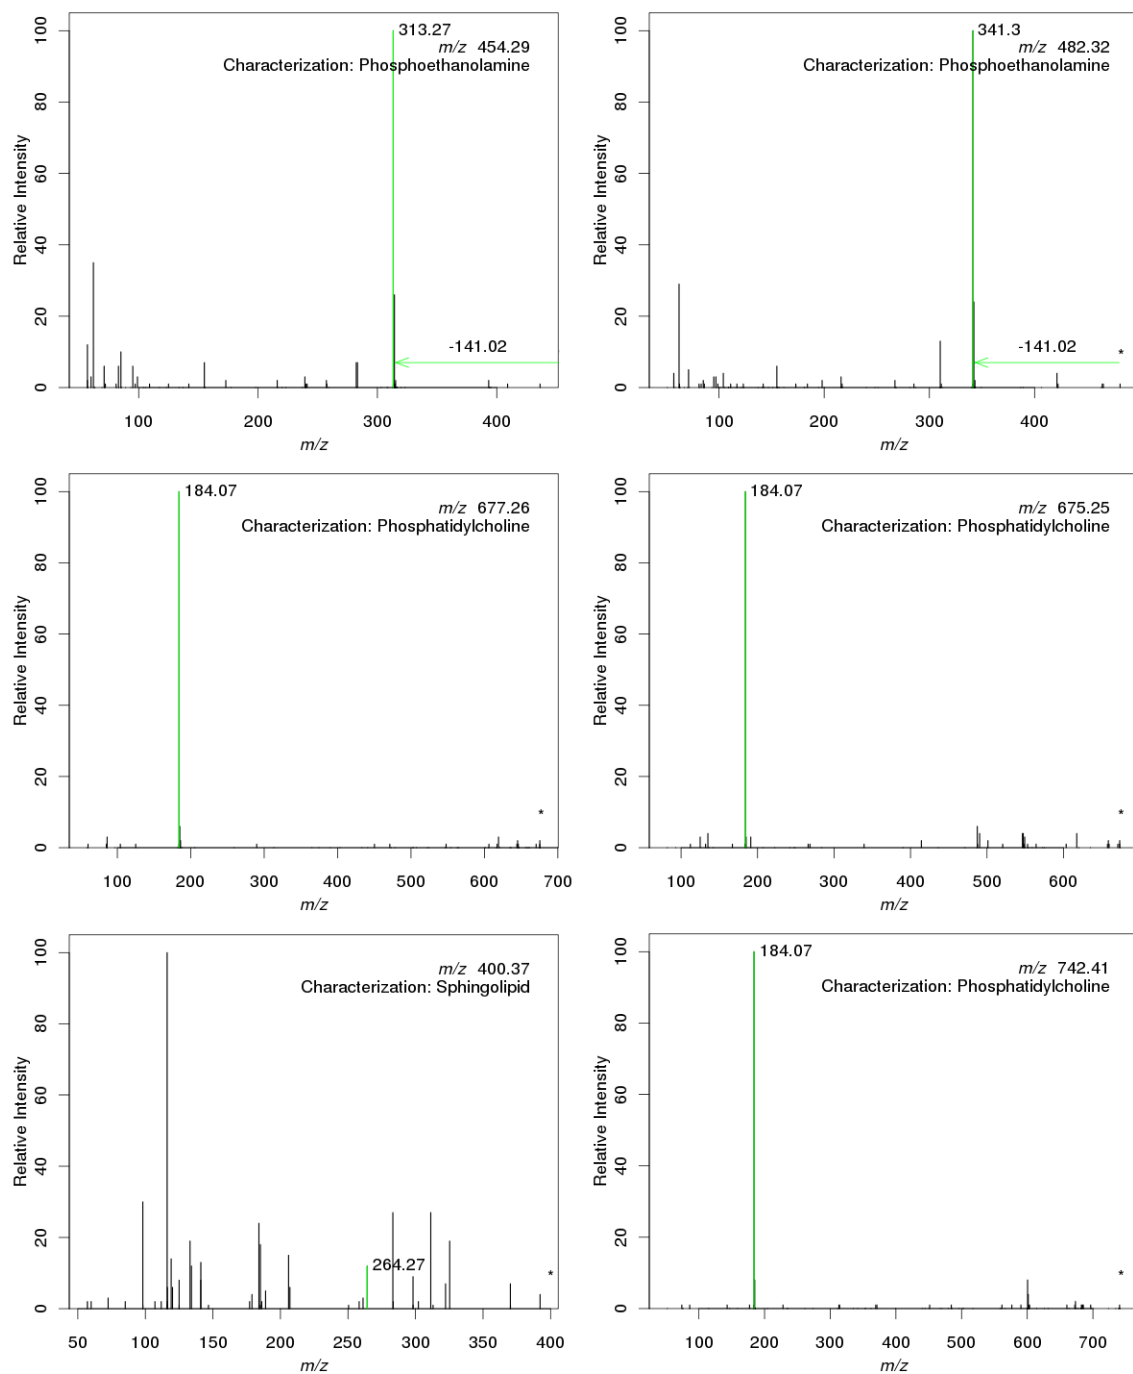 313.27
m/z 454.29
Characterization: Phosphoethanolamine
-141.02
Relative Intensity
0 20 40 60 80 100
100 200 300 400
m/z
341.3
m/z 482.32
Characterization: Phosphoethanolamine
-141.02
*
Relative Intensity
0 20 40 60 80 100
100 200 300 400
m/z
184.07
m/z 677.26
Characterization: Phosphatidylcholine
*
Relative Intensity
0 20 40 60 80 100
100 200 300 400 500 600 700
m/z
184.07
m/z 675.25
Characterization: Phosphatidylcholine
*
Relative Intensity
0 20 40 60 80 100
100 200 300 400 500 600
m/z
m/z 400.37
Characterization: Sphingolipid
264.27
*
Relative Intensity
0 20 40 60 80 100
50 100 150 200 250 300 350 400
m/z
184.07
m/z 742.41
Characterization: Phosphatidylcholine
*
Relative Intensity
0 20 40 60 80 100
100 200 300 400 500 600 700
m/z